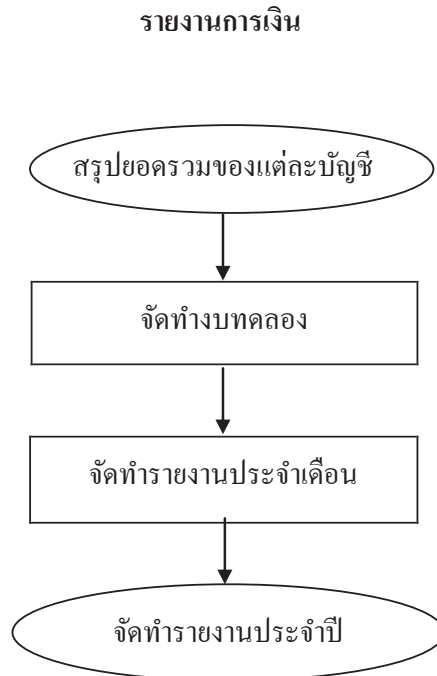 รายงานการเงิน
สรุปยอดรวมของแต่ละบัญชี
จัดทำงบทดลอง
จัดทำรายงานประจำเดือน
จัดทำรายงานประจำปี